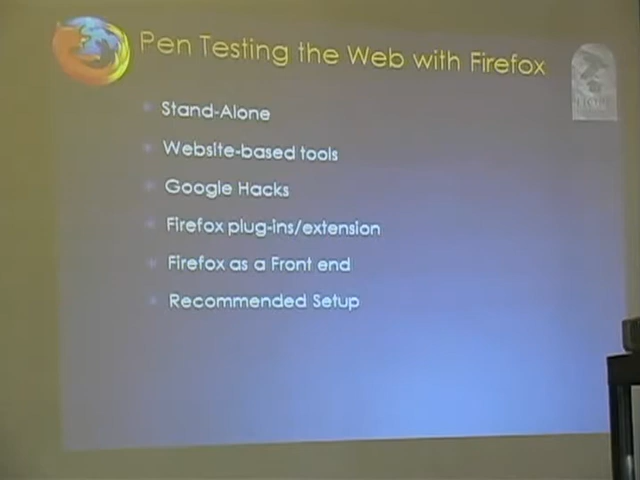 Pen Testing the Web with Firefox
Stand-Alone
Website-based tools
Google Hacks
Firefox plug-ins/extension
Firefox as a Front end
Recommended Setup